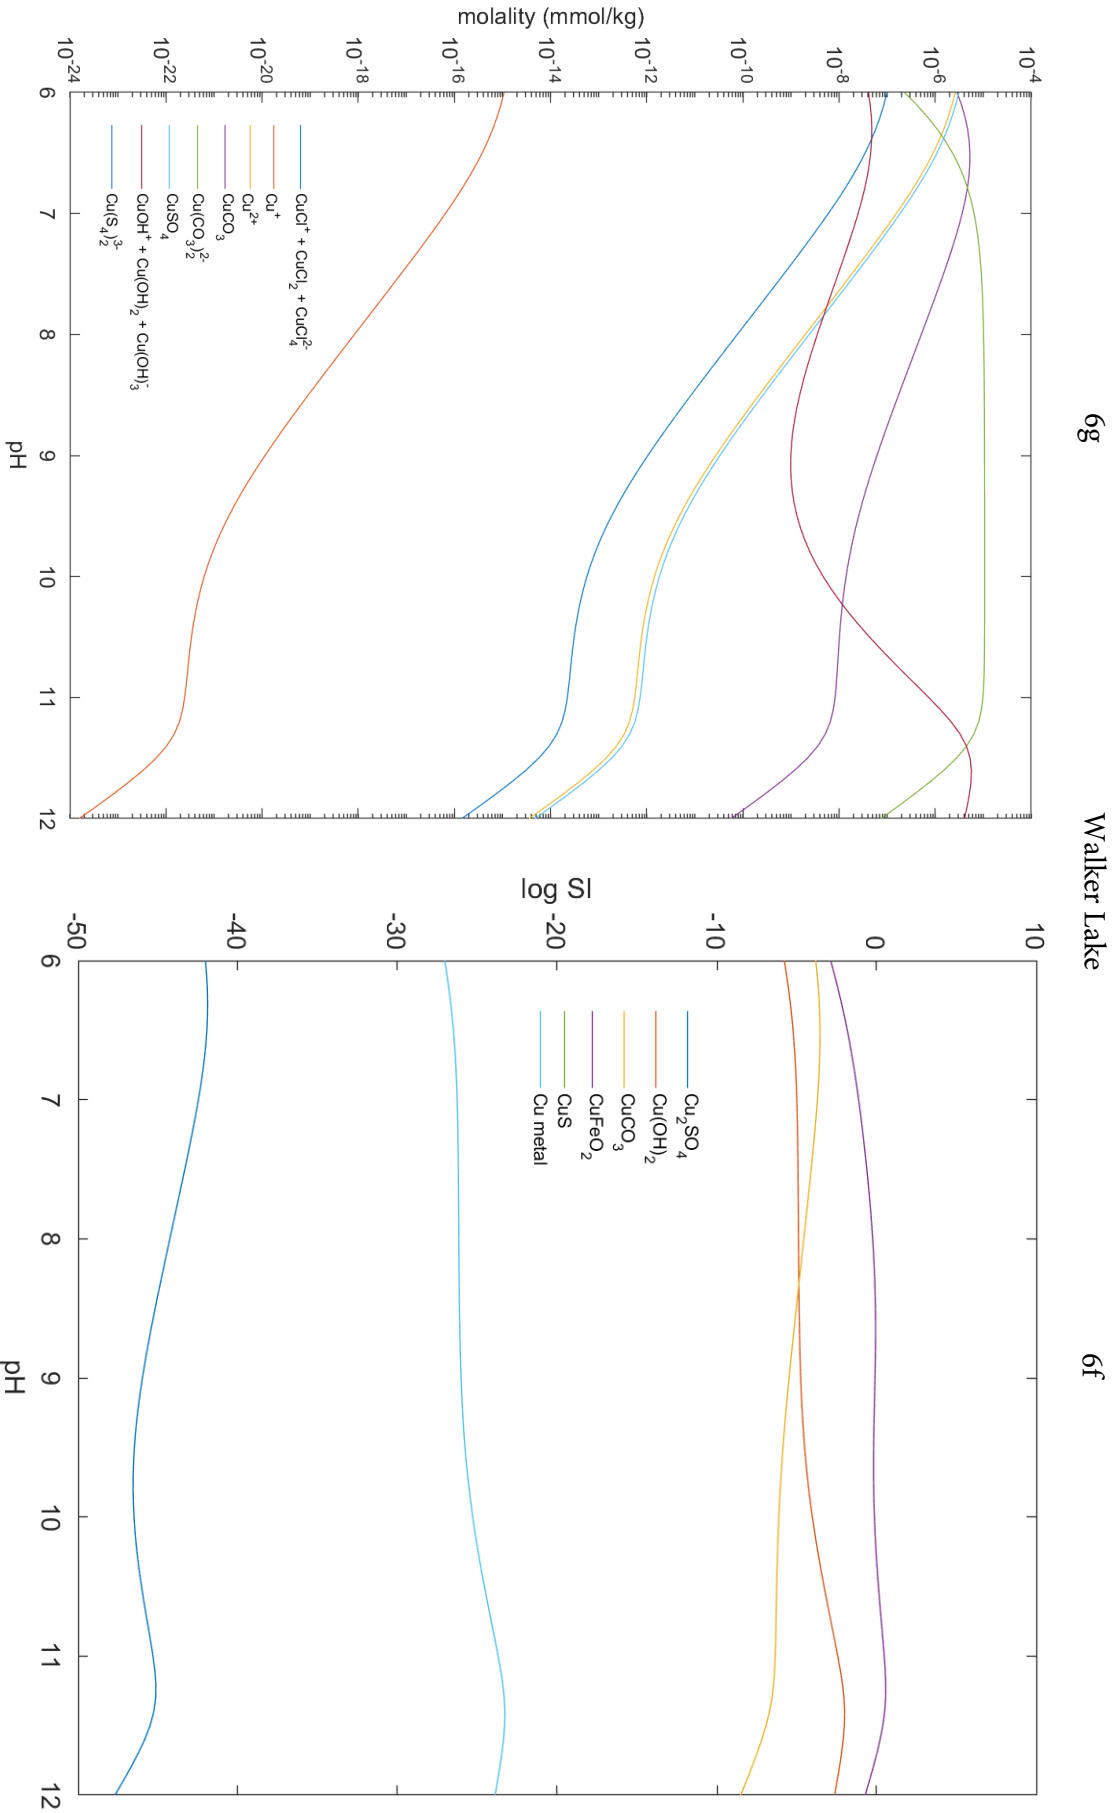 Walker Lake
6g
molality (mmol/kg)
10⁻⁴
10⁻⁶
10⁻⁸
10⁻¹⁰
10⁻¹²
10⁻¹⁴
10⁻¹⁶
10⁻¹⁸
10⁻²⁰
10⁻²²
10⁻²⁴
6 7 8 9 10 11 12
pH
CuCl⁺ + CuCl₂ + CuCl₄²⁻
Cu⁺
Cu²⁺
CuCO₃
Cu(CO₃)₂²⁻
CuSO₄
CuOH⁺ + Cu(OH)₂ + Cu(OH)₃⁻
Cu(S₄)₂³⁻
6f
log SI
10
0
-10
-20
-30
-40
-50
6 7 8 9 10 11 12
pH
Cu₂SO₄
Cu(OH)₂
CuCO₃
CuFeO₂
CuS
Cu metal